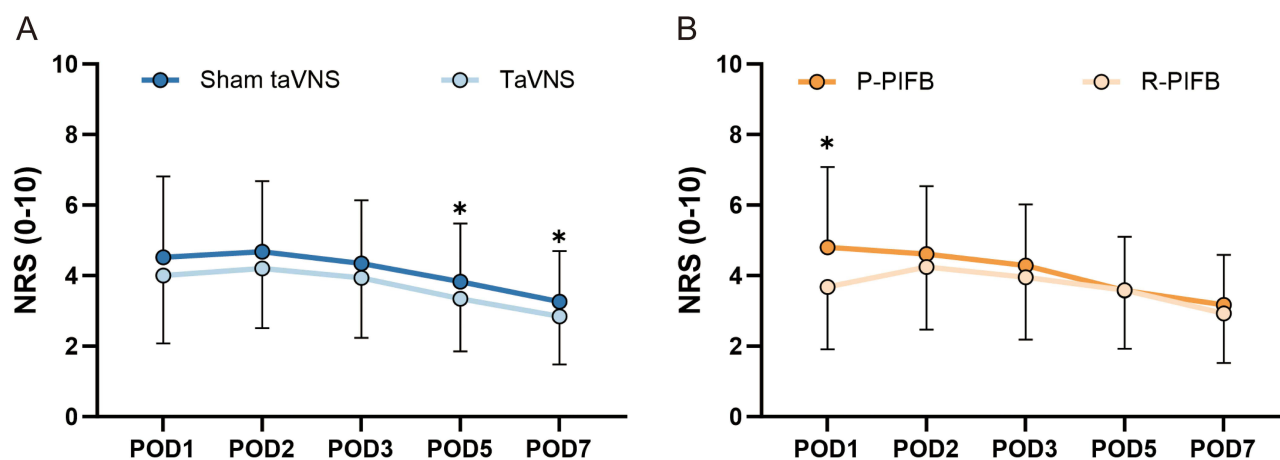 A
NRS (0-10)
10
8
6
4
2
0
Sham taVNS
TaVNS
*
*
POD1
POD2
POD3
POD5
POD7
B
NRS (0-10)
10
8
6
4
2
0
P-PIFB
R-PIFB
*
POD1
POD2
POD3
POD5
POD7